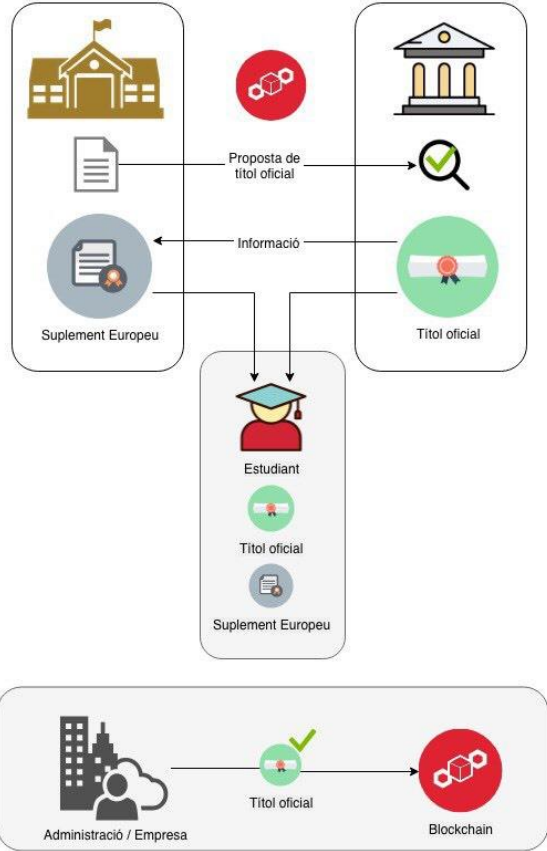 Proposta de
títol oficial
Informació
Suplement Europeu
Títol oficial
Estudiant
Títol oficial
Suplement Europeu
Títol oficial
Administració / Empresa
Blockchain